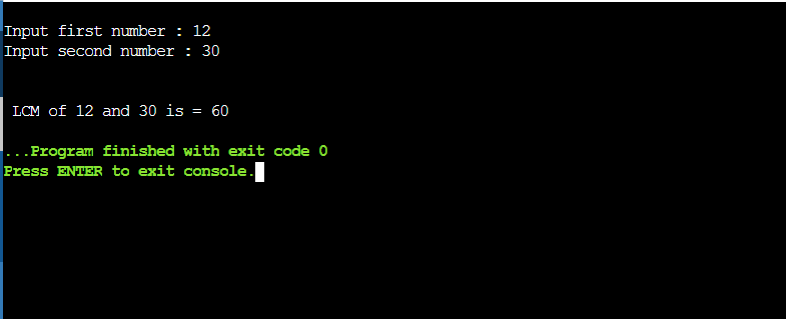 Input first number : 12
Input second number : 30
LCM of 12 and 30 is = 60
...Program finished with exit code 0
Press ENTER to exit console.